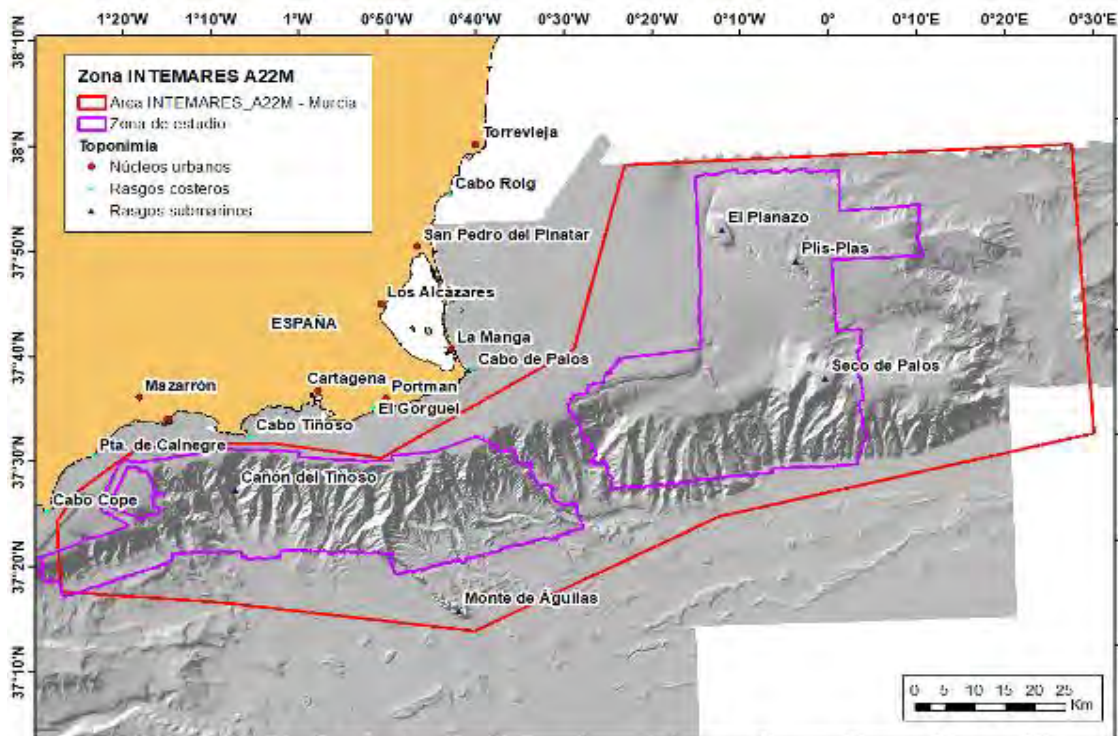 1°20'W 1°10'W 1°0'W 0°50'W 0°40'W 0°30'W 0°20'W 0°10'W 0° 0°10'E 0°20'E 0°30'E
38°10'N
38°0'N
37°50'N
37°40'N
37°30'N
37°20'N
37°10'N
Zona INTEMARES A22M
Area INTEMARES_A22M - Murcia
Zona de estudio
Toponimia
Núcleos urbanos
Rasgos costeros
Rasgos submarinos
Torrevieja
Cabo Roig
San Pedro del Pinatar
El Planazo
Plis-Plas
Los Alcázares
ESPAÑA
La Manga
Cabo de Palos
Seco de Palos
Mazarrón
Cartagena
Portman
El Gorguel
Cabo Tiñoso
Pta. de Calnegre
Cañón del Tiñoso
Cabo Cope
Monte de Águilas
0 5 10 15 20 25
Km